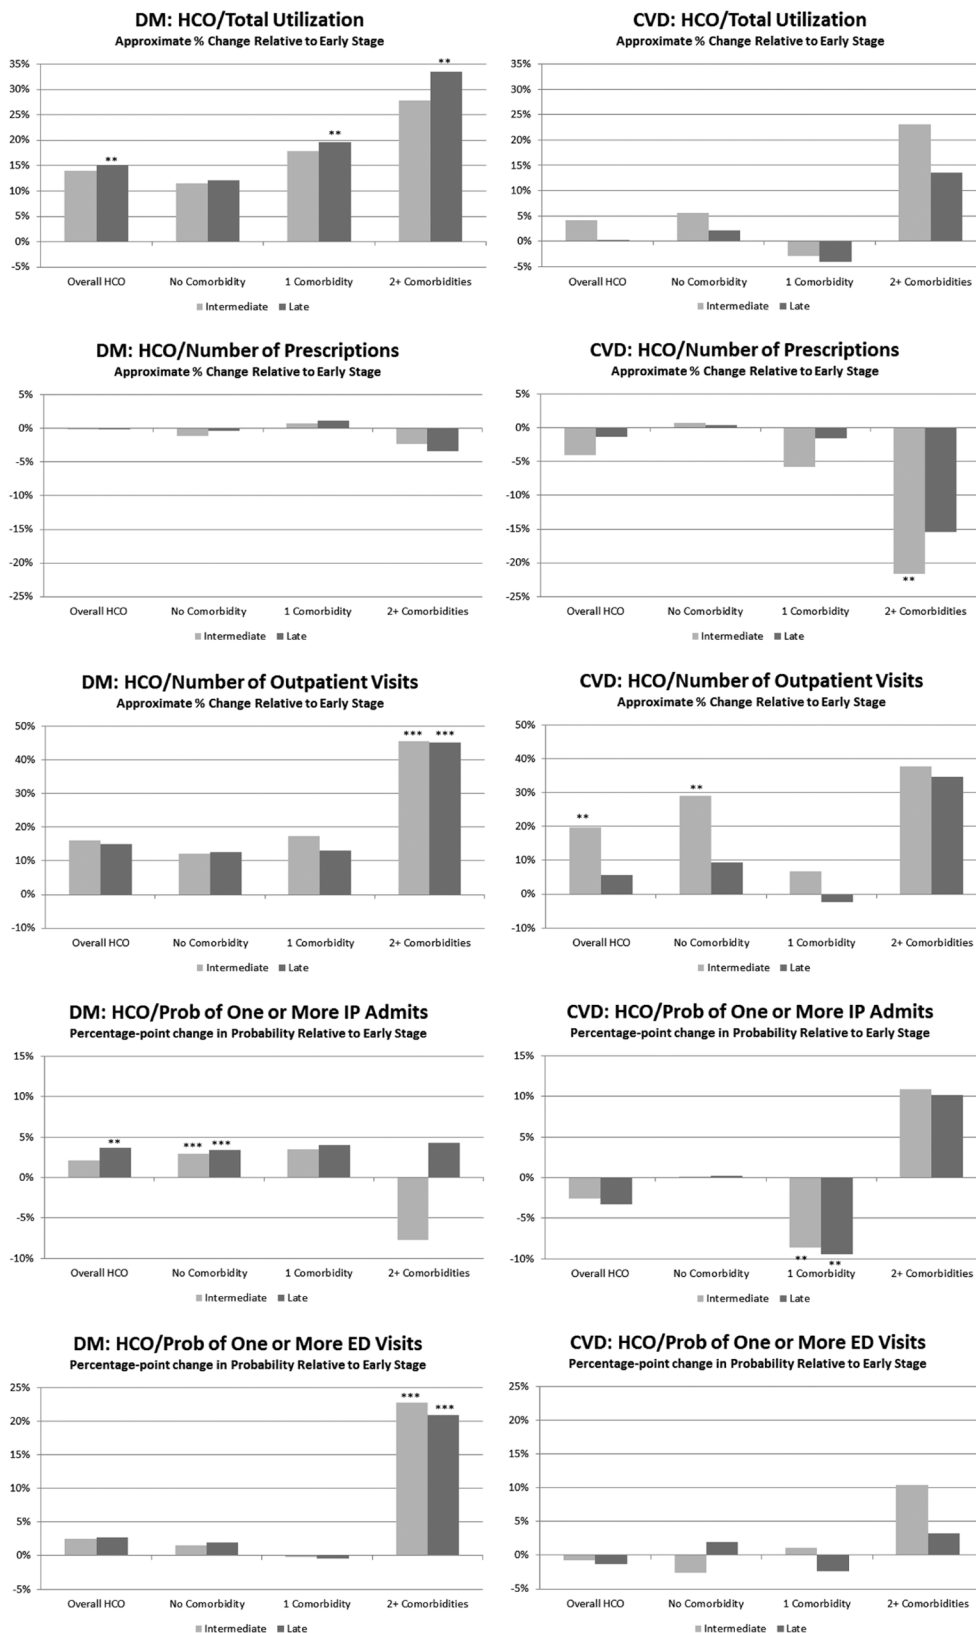 DM: HCO/Total Utilization
Approximate % Change Relative to Early Stage
35%
30%
25%
20%
15%
10%
5%
0%
-5%
**
**
**
Overall HCO No Comorbidity 1 Comorbidity 2+ Comorbidities
Intermediate Late
CVD: HCO/Total Utilization
Approximate % Change Relative to Early Stage
35%
30%
25%
20%
15%
10%
5%
0%
-5%
Overall HCO No Comorbidity 1 Comorbidity 2+ Comorbidities
Intermediate Late
DM: HCO/Number of Prescriptions
Approximate % Change Relative to Early Stage
5%
0%
-5%
-10%
-15%
-20%
-25%
Overall HCO No Comorbidity 1 Comorbidity 2+ Comorbidities
Intermediate Late
CVD: HCO/Number of Prescriptions
Approximate % Change Relative to Early Stage
5%
0%
-5%
-10%
-15%
-20%
-25%
**
Overall HCO No Comorbidity 1 Comorbidity 2+ Comorbidities
Intermediate Late
DM: HCO/Number of Outpatient Visits
Approximate % Change Relative to Early Stage
50%
40%
30%
20%
10%
0%
-10%
*** ***
Overall HCO No Comorbidity 1 Comorbidity 2+ Comorbidities
Intermediate Late
CVD: HCO/Number of Outpatient Visits
Approximate % Change Relative to Early Stage
50%
40%
30%
20%
10%
0%
-10%
**
**
Overall HCO No Comorbidity 1 Comorbidity 2+ Comorbidities
Intermediate Late
DM: HCO/Prob of One or More IP Admits
Percentage-point change in Probability Relative to Early Stage
15%
10%
5%
0%
-5%
-10%
** *** ***
Overall HCO No Comorbidity 1 Comorbidity 2+ Comorbidities
Intermediate Late
CVD: HCO/Prob of One or More IP Admits
Percentage-point change in Probability Relative to Early Stage
15%
10%
5%
0%
-5%
-10%
** **
Overall HCO No Comorbidity 1 Comorbidity 2+ Comorbidities
Intermediate Late
DM: HCO/Prob of One or More ED Visits
Percentage-point change in Probability Relative to Early Stage
25%
20%
15%
10%
5%
0%
-5%
*** ***
Overall HCO No Comorbidity 1 Comorbidity 2+ Comorbidities
Intermediate Late
CVD: HCO/Prob of One or More ED Visits
Percentage-point change in Probability Relative to Early Stage
25%
20%
15%
10%
5%
0%
-5%
Overall HCO No Comorbidity 1 Comorbidity 2+ Comorbidities
Intermediate Late